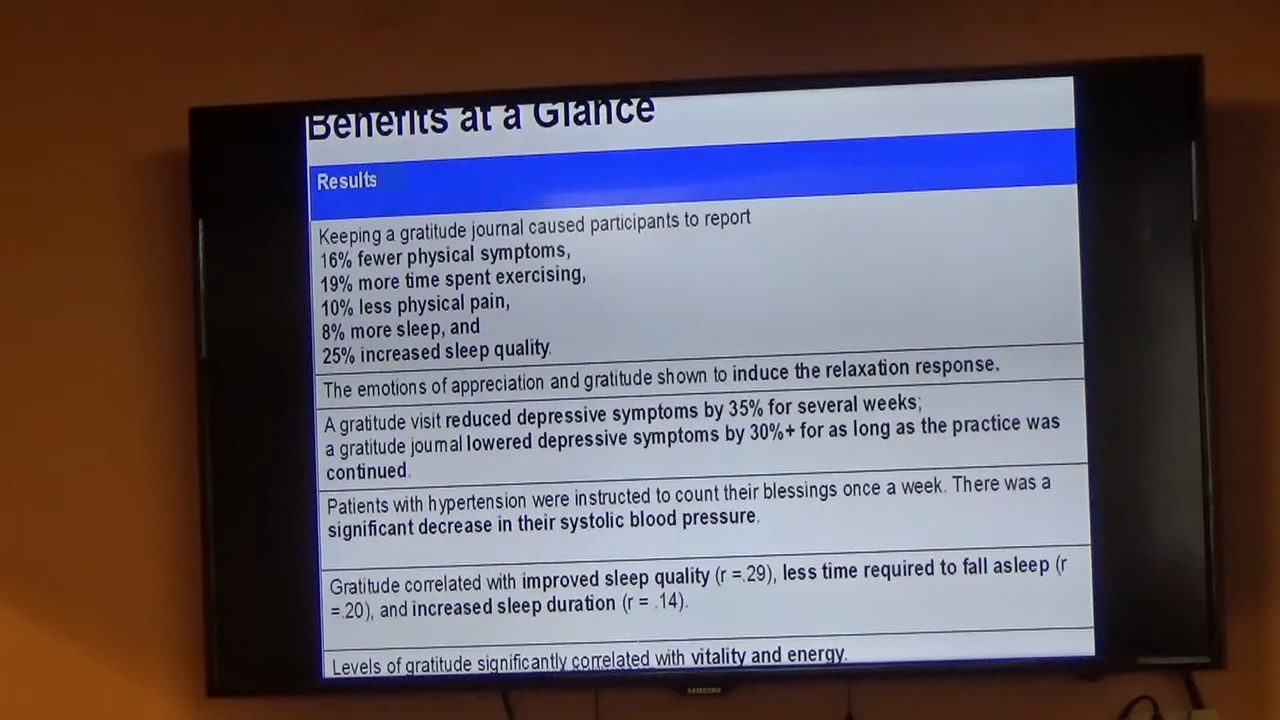 Benefits at a Glance
Results
Keeping a gratitude journal caused participants to report
16% fewer physical symptoms,
19% more time spent exercising,
10% less physical pain,
8% more sleep, and
25% increased sleep quality.
The emotions of appreciation and gratitude shown to induce the relaxation response.
A gratitude visit reduced depressive symptoms by 35% for several weeks;
a gratitude journal lowered depressive symptoms by 30%+ for as long as the practice was
continued.
Patients with hypertension were instructed to count their blessings once a week. There was a
significant decrease in their systolic blood pressure.
Gratitude correlated with improved sleep quality (r =.29), less time required to fall asleep (r
=.20), and increased sleep duration (r = .14).
Levels of gratitude significantly correlated with vitality and energy.
SAMSUNG